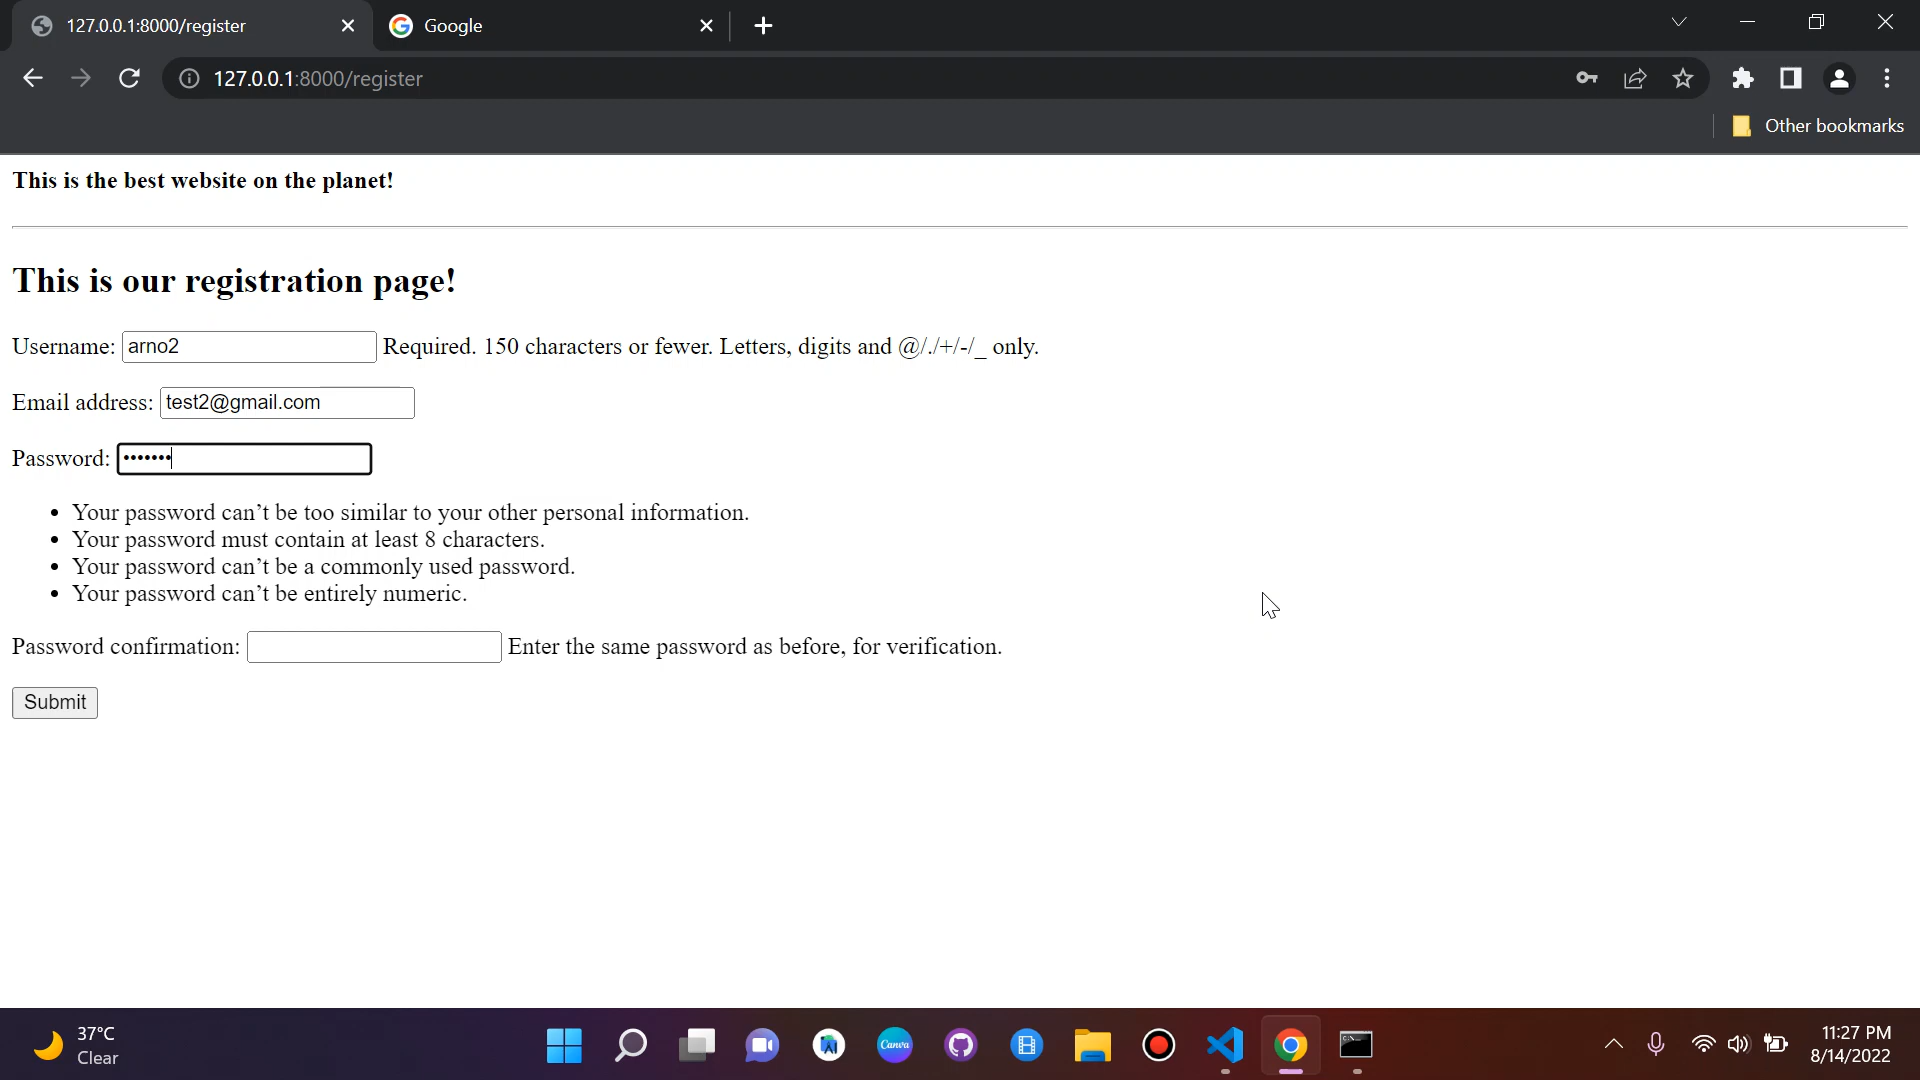 127.0.0.1:8000/register
Google
127.0.0.1:8000/register
Other bookmarks
This is the best website on the planet!
This is our registration page!
Username: arno2 Required. 150 characters or fewer. Letters, digits and @/./+/-/_ only.
Email address: test2@gmail.com
Password: •••••••
• Your password can’t be too similar to your other personal information.
• Your password must contain at least 8 characters.
• Your password can’t be a commonly used password.
• Your password can’t be entirely numeric.
Password confirmation: Enter the same password as before, for verification.
Submit
37°C
Clear
Canva
11:27 PM
8/14/2022